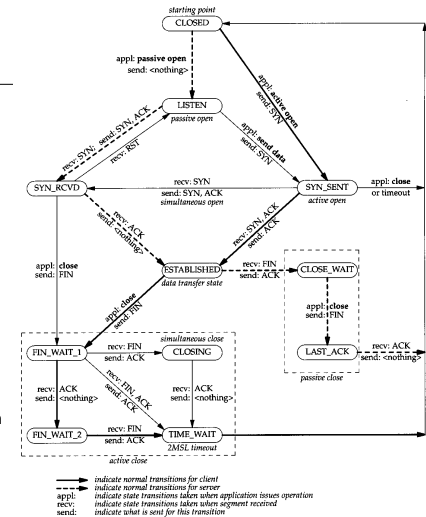 starting point
CLOSED
appl: passive open
send: <nothing>
appl: active open
send: SYN
LISTEN
passive open
recv: SYN; send: SYN, ACK
recv: RST
appl: send data
send: SYN
SYN_RCVD
recv: SYN
send: SYN, ACK
simultaneous open
SYN_SENT
active open
appl: close
or timeout
recv: ACK
send: <nothing>
recv: SYN, ACK
send: ACK
appl: close
send: FIN
ESTABLISHED
data transfer state
recv: FIN
send: ACK
CLOSE_WAIT
appl: close
send: FIN
appl: close
send: FIN
LAST_ACK
recv: ACK
send: <nothing>
passive close
simultaneous close
FIN_WAIT_1
recv: FIN
send: ACK
CLOSING
recv: ACK
send: <nothing>
recv: FIN, ACK
send: ACK
recv: ACK
send: <nothing>
FIN_WAIT_2
recv: FIN
send: ACK
TIME_WAIT
2MSL timeout
active close
indicate normal transitions for client
indicate normal transitions for server
appl: indicate state transitions taken when application issues operation
recv: indicate state transitions taken when segment received
send: indicate what is sent for this transition